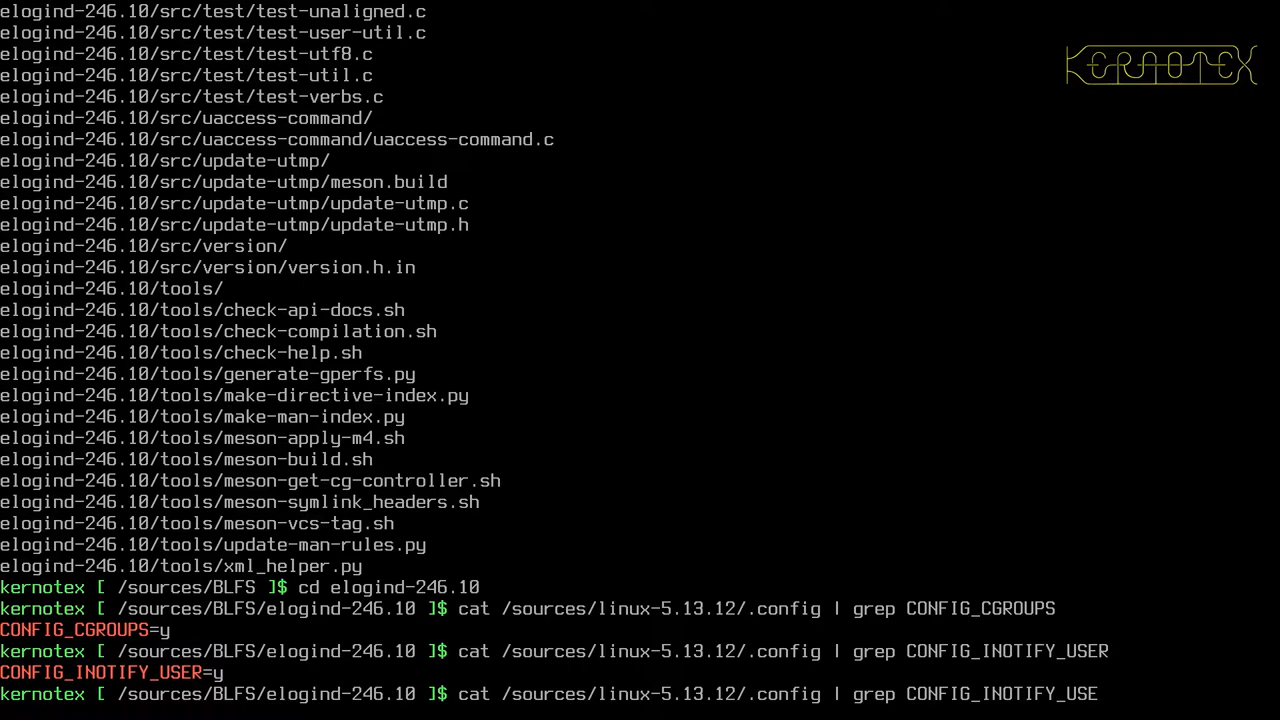 elogind-246.10/src/test/test-unaligned.c
elogind-246.10/src/test/test-user-util.c
elogind-246.10/src/test/test-utf8.c
elogind-246.10/src/test/test-util.c
elogind-246.10/src/test/test-verbs.c
elogind-246.10/src/uaccess-command/
elogind-246.10/src/uaccess-command/uaccess-command.c
elogind-246.10/src/update-utmp/
elogind-246.10/src/update-utmp/meson.build
elogind-246.10/src/update-utmp/update-utmp.c
elogind-246.10/src/update-utmp/update-utmp.h
elogind-246.10/src/version/
elogind-246.10/src/version/version.h.in
elogind-246.10/tools/
elogind-246.10/tools/check-api-docs.sh
elogind-246.10/tools/check-compilation.sh
elogind-246.10/tools/check-help.sh
elogind-246.10/tools/generate-gperfs.py
elogind-246.10/tools/make-directive-index.py
elogind-246.10/tools/make-man-index.py
elogind-246.10/tools/meson-apply-m4.sh
elogind-246.10/tools/meson-build.sh
elogind-246.10/tools/meson-get-cg-controller.sh
elogind-246.10/tools/meson-symlink_headers.sh
elogind-246.10/tools/meson-vcs-tag.sh
elogind-246.10/tools/update-man-rules.py
elogind-246.10/tools/xml_helper.py
kernotex [ /sources/BLFS ]$ cd elogind-246.10
kernotex [ /sources/BLFS/elogind-246.10 ]$ cat /sources/linux-5.13.12/.config | grep CONFIG_CGROUPS
CONFIG_CGROUPS=y
kernotex [ /sources/BLFS/elogind-246.10 ]$ cat /sources/linux-5.13.12/.config | grep CONFIG_INOTIFY_USER
CONFIG_INOTIFY_USER=y
kernotex [ /sources/BLFS/elogind-246.10 ]$ cat /sources/linux-5.13.12/.config | grep CONFIG_INOTIFY_USE
KERNOTEX